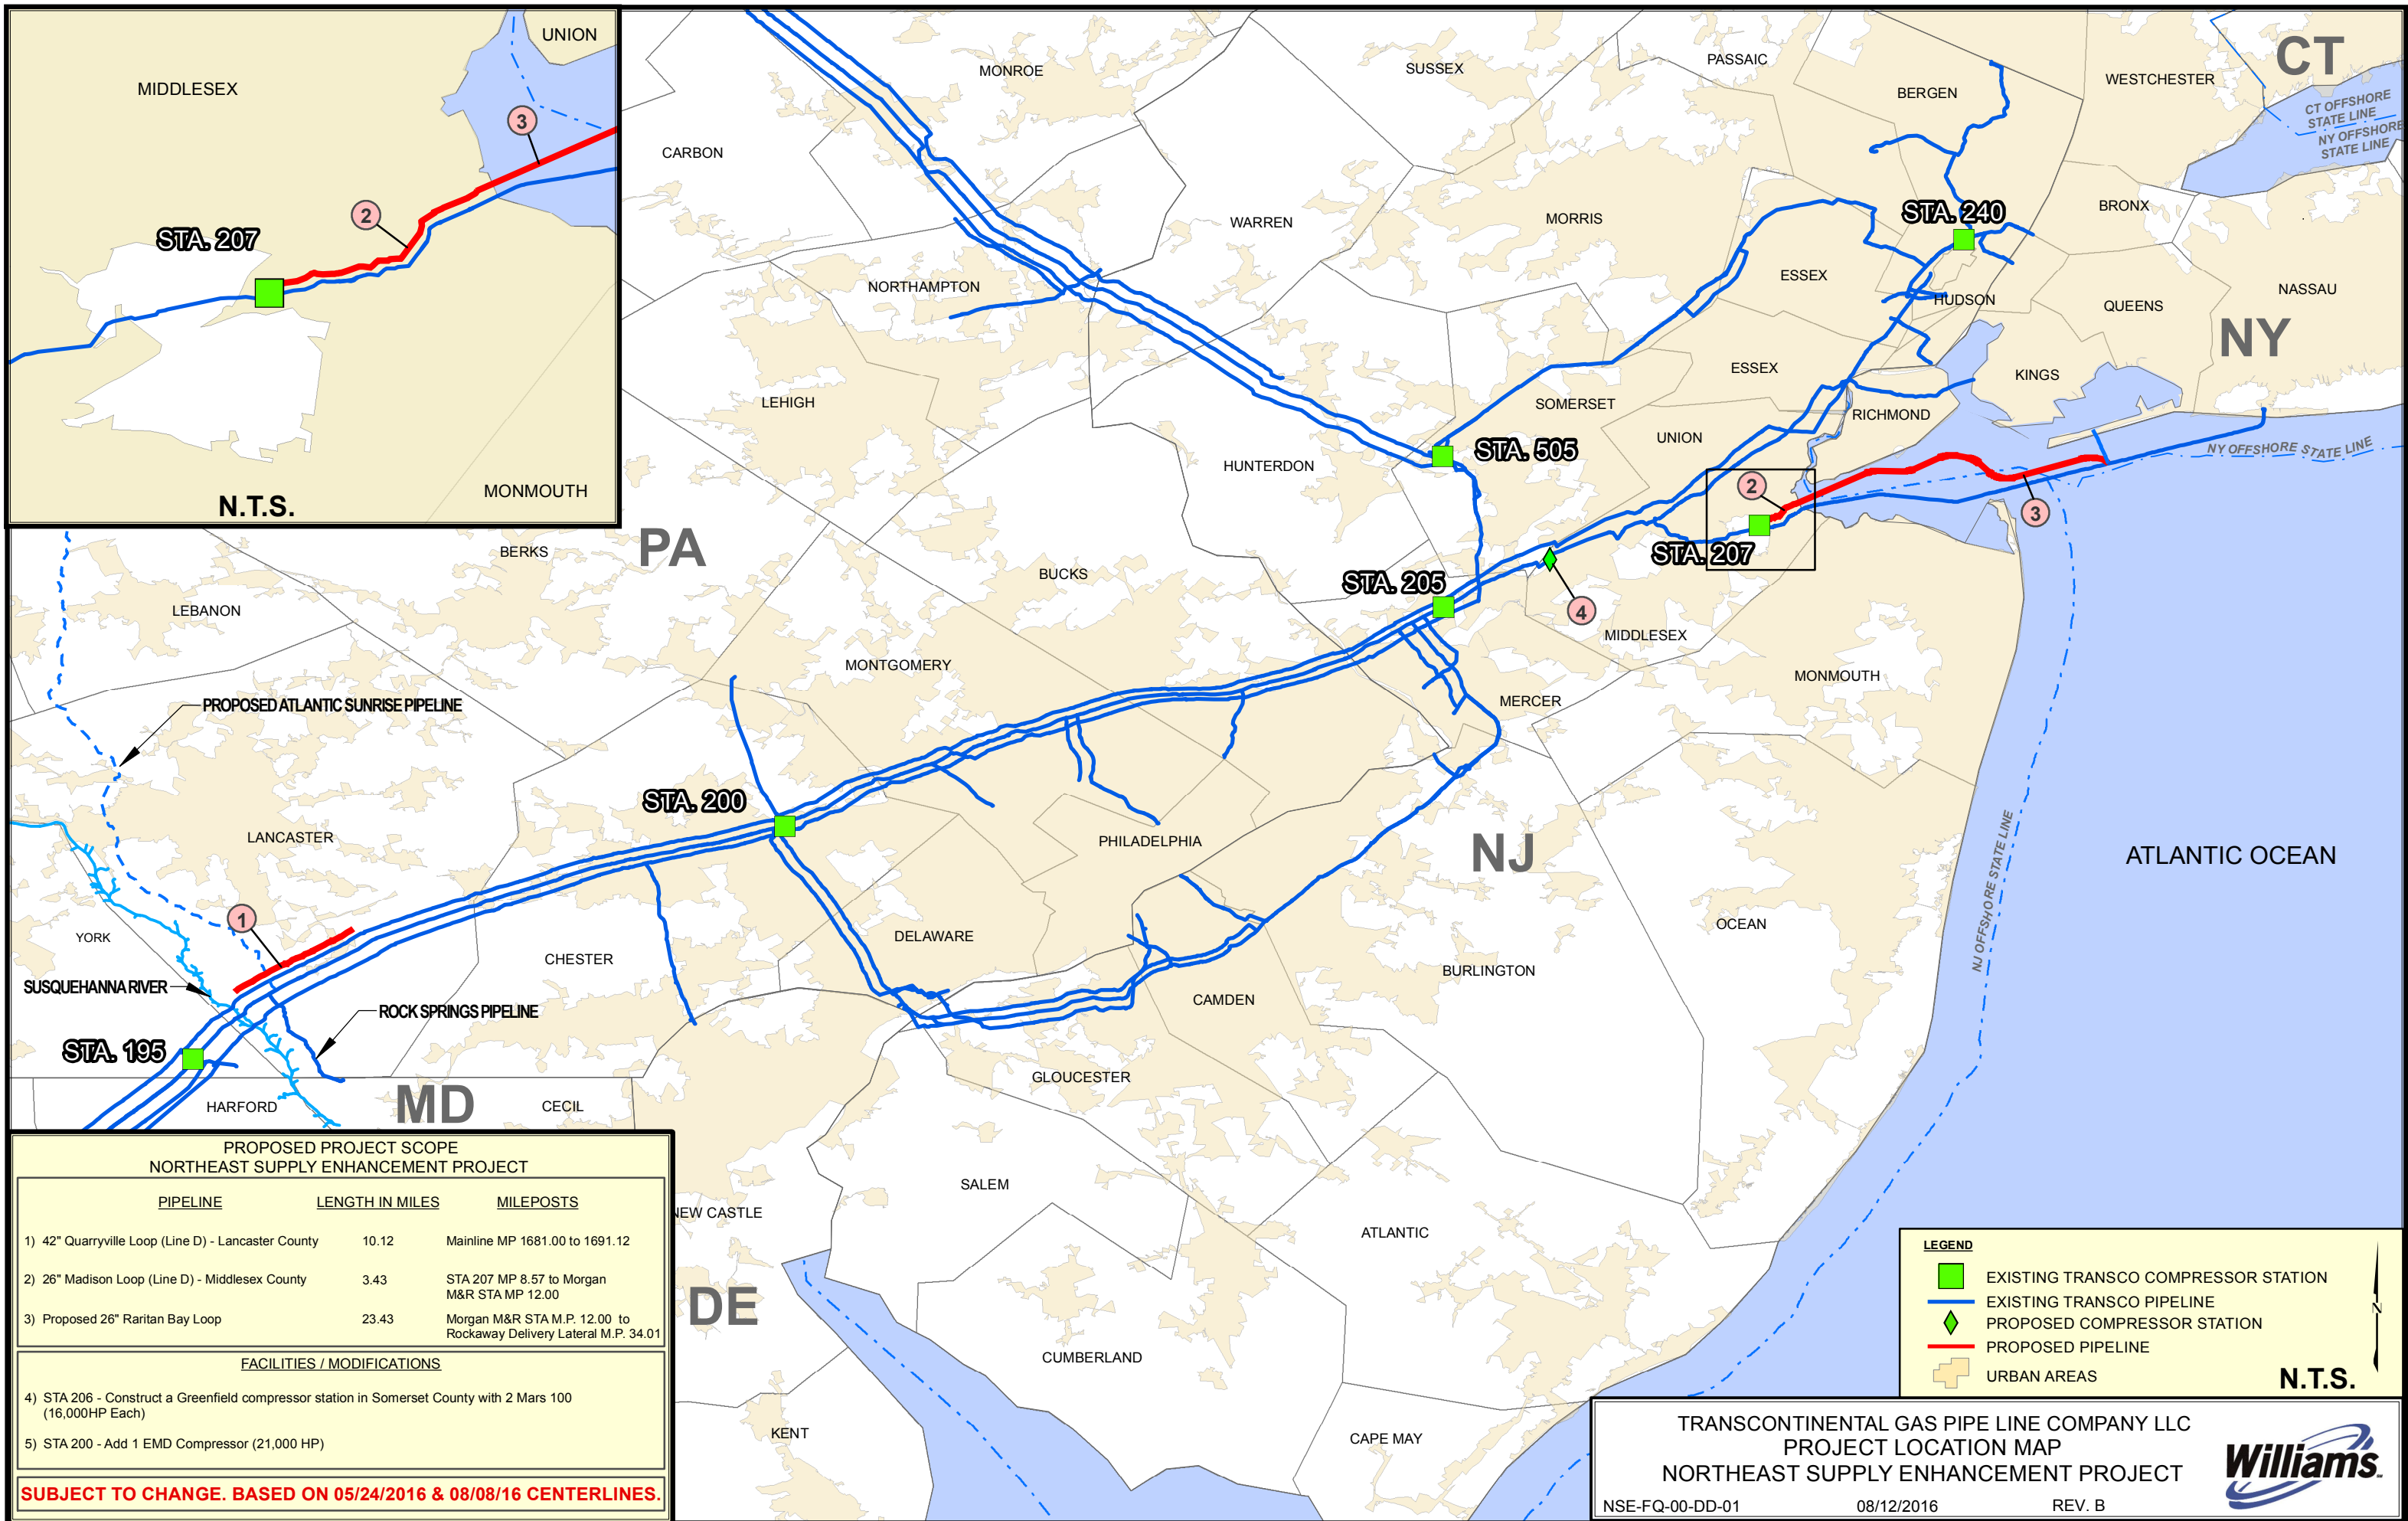 MIDDLESEX
UNION
3
2
STA. 207
MONMOUTH
N.T.S.
MONROE
SUSSEX
PASSAIC
BERGEN
WESTCHESTER
CT
CT OFFSHORE
STATE LINE
NY OFFSHORE
STATE LINE
CARBON
WARREN
MORRIS
STA. 240
BRONX
NORTHAMPTON
ESSEX
HUDSON
QUEENS
NASSAU
NY
LEHIGH
ESSEX
KINGS
SOMERSET
RICHMOND
UNION
STA. 505
HUNTERDON
NY OFFSHORE STATE LINE
2
3
STA. 207
PA
BERKS
BUCKS
STA. 205
4
LEBANON
MIDDLESEX
MONTGOMERY
MONMOUTH
MERCER
PROPOSED ATLANTIC SUNRISE PIPELINE
STA. 200
LANCASTER
PHILADELPHIA
NJ
NJ OFFSHORE STATE LINE
ATLANTIC OCEAN
1
YORK
DELAWARE
OCEAN
CHESTER
BURLINGTON
SUSQUEHANNA RIVER
CAMDEN
ROCK SPRINGS PIPELINE
STA. 195
GLOUCESTER
HARFORD
MD
CECIL
SALEM
NEW CASTLE
ATLANTIC
DE
CUMBERLAND
KENT
CAPE MAY
PROPOSED PROJECT SCOPE
NORTHEAST SUPPLY ENHANCEMENT PROJECT
PIPELINE LENGTH IN MILES MILEPOSTS
1) 42" Quarryville Loop (Line D) - Lancaster County 10.12 Mainline MP 1681.00 to 1691.12
2) 26" Madison Loop (Line D) - Middlesex County 3.43 STA 207 MP 8.57 to Morgan
M&R STA MP 12.00
3) Proposed 26" Raritan Bay Loop 23.43 Morgan M&R STA M.P. 12.00 to
Rockaway Delivery Lateral M.P. 34.01
FACILITIES / MODIFICATIONS
4) STA 206 - Construct a Greenfield compressor station in Somerset County with 2 Mars 100
(16,000HP Each)
5) STA 200 - Add 1 EMD Compressor (21,000 HP)
SUBJECT TO CHANGE. BASED ON 05/24/2016 & 08/08/16 CENTERLINES.
LEGEND
EXISTING TRANSCO COMPRESSOR STATION
EXISTING TRANSCO PIPELINE
PROPOSED COMPRESSOR STATION
PROPOSED PIPELINE
URBAN AREAS
N
N.T.S.
TRANSCONTINENTAL GAS PIPE LINE COMPANY LLC
PROJECT LOCATION MAP
NORTHEAST SUPPLY ENHANCEMENT PROJECT
NSE-FQ-00-DD-01 08/12/2016 REV. B
Williams